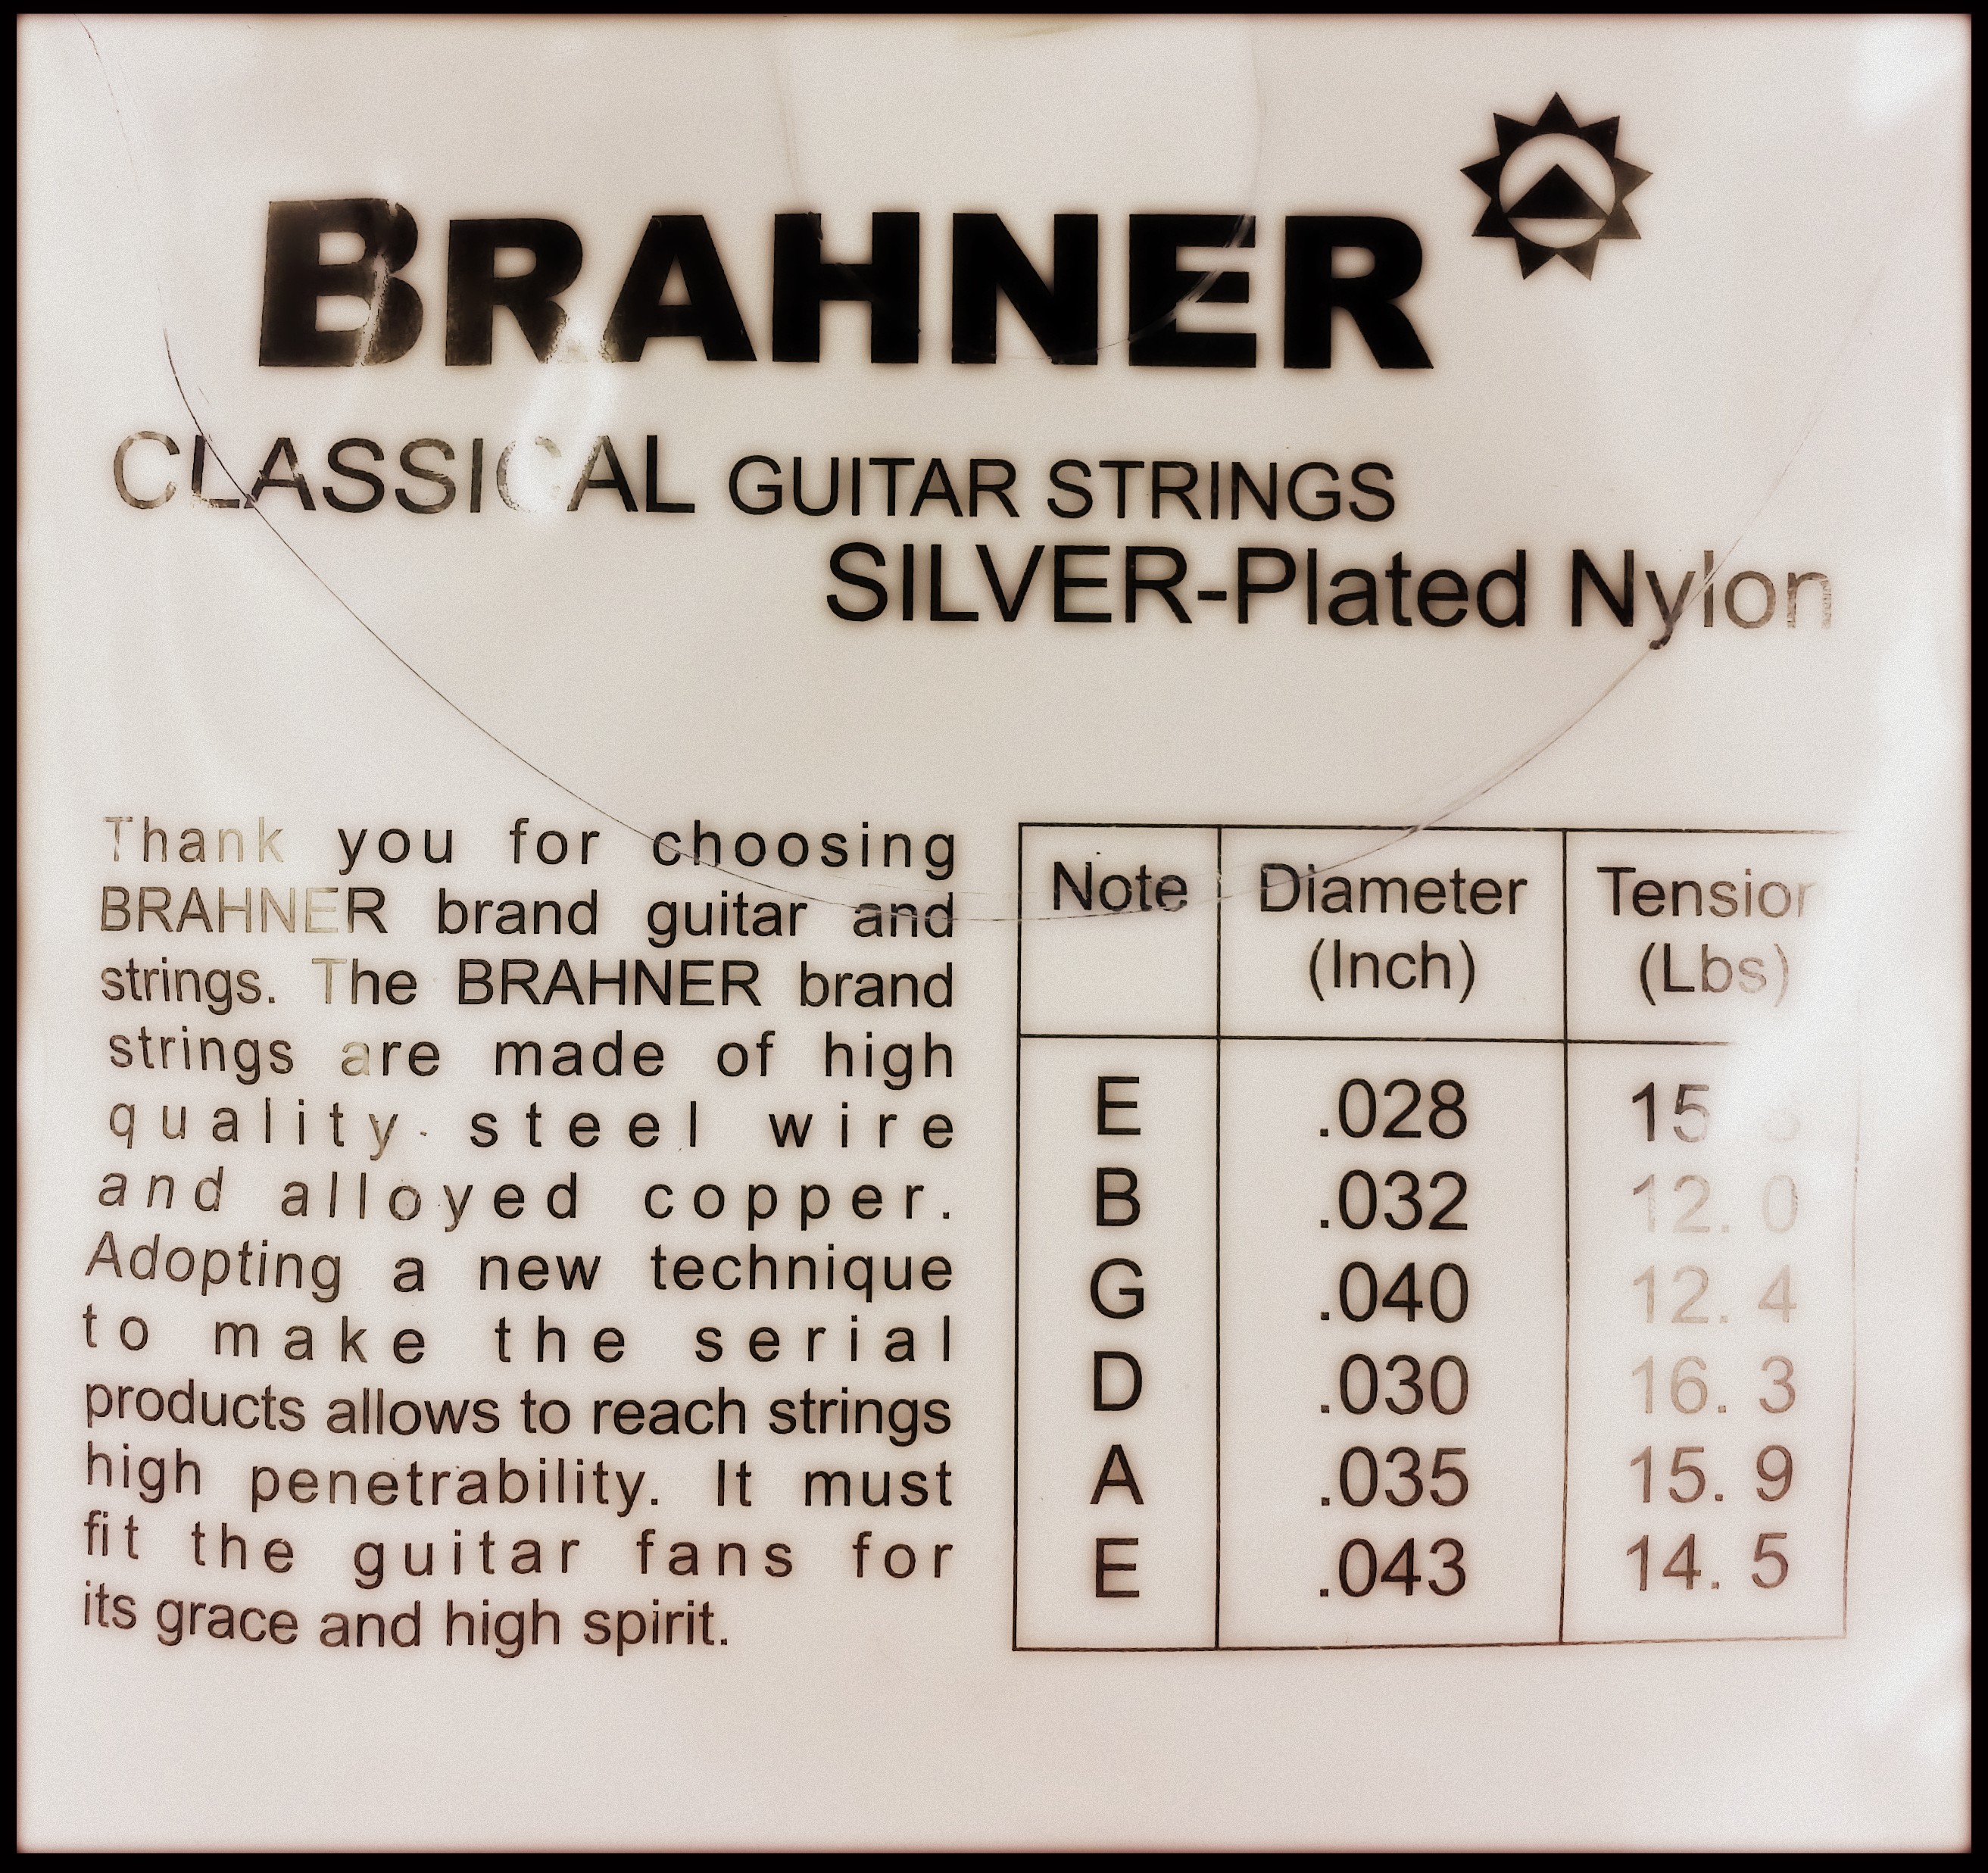 BRAHNER
CLASSICAL GUITAR STRINGS
SILVER-Plated Nylon
Thank you for choosing
BRAHNER brand guitar and
strings. The BRAHNER brand
strings are made of high
quality steel wire
and alloyed copper.
Adopting a new technique
to make the serial
products allows to reach strings
high penetrability. It must
fit the guitar fans for
its grace and high spirit.
Note Diameter Tension
(Inch) (Lbs)
E .028
B .032 12. 0
G .040 12. 4
D .030 16. 3
A .035 15. 9
E .043 14. 5